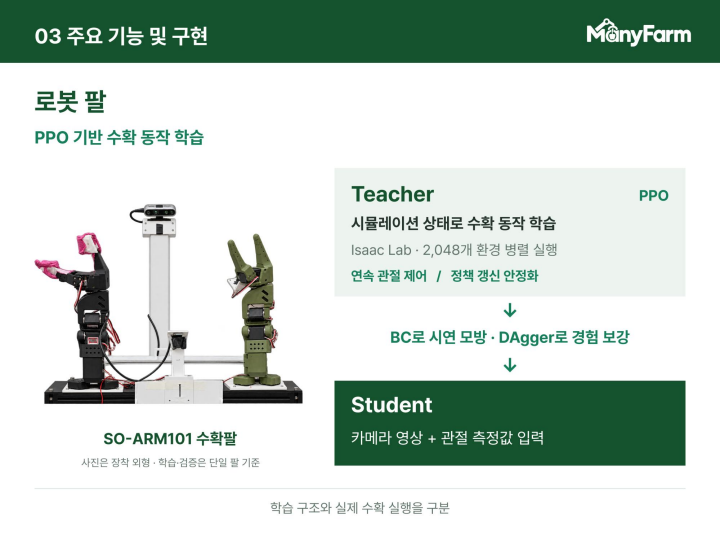 03 주요 기능 및 구현
ManyFarm
로봇 팔
PPO 기반 수확 동작 학습
Teacher
PPO
시뮬레이션 상태로 수확 동작 학습
Isaac Lab · 2,048개 환경 병렬 실행
연속 관절 제어 / 정책 갱신 안정화
↓
BC로 시연 모방 · DAgger로 경험 보강
↓
Student
카메라 영상 + 관절 측정값 입력
SO-ARM101 수확팔
사진은 장착 외형 · 학습·검증은 단일 팔 기준
학습 구조와 실제 수확 실행을 구분